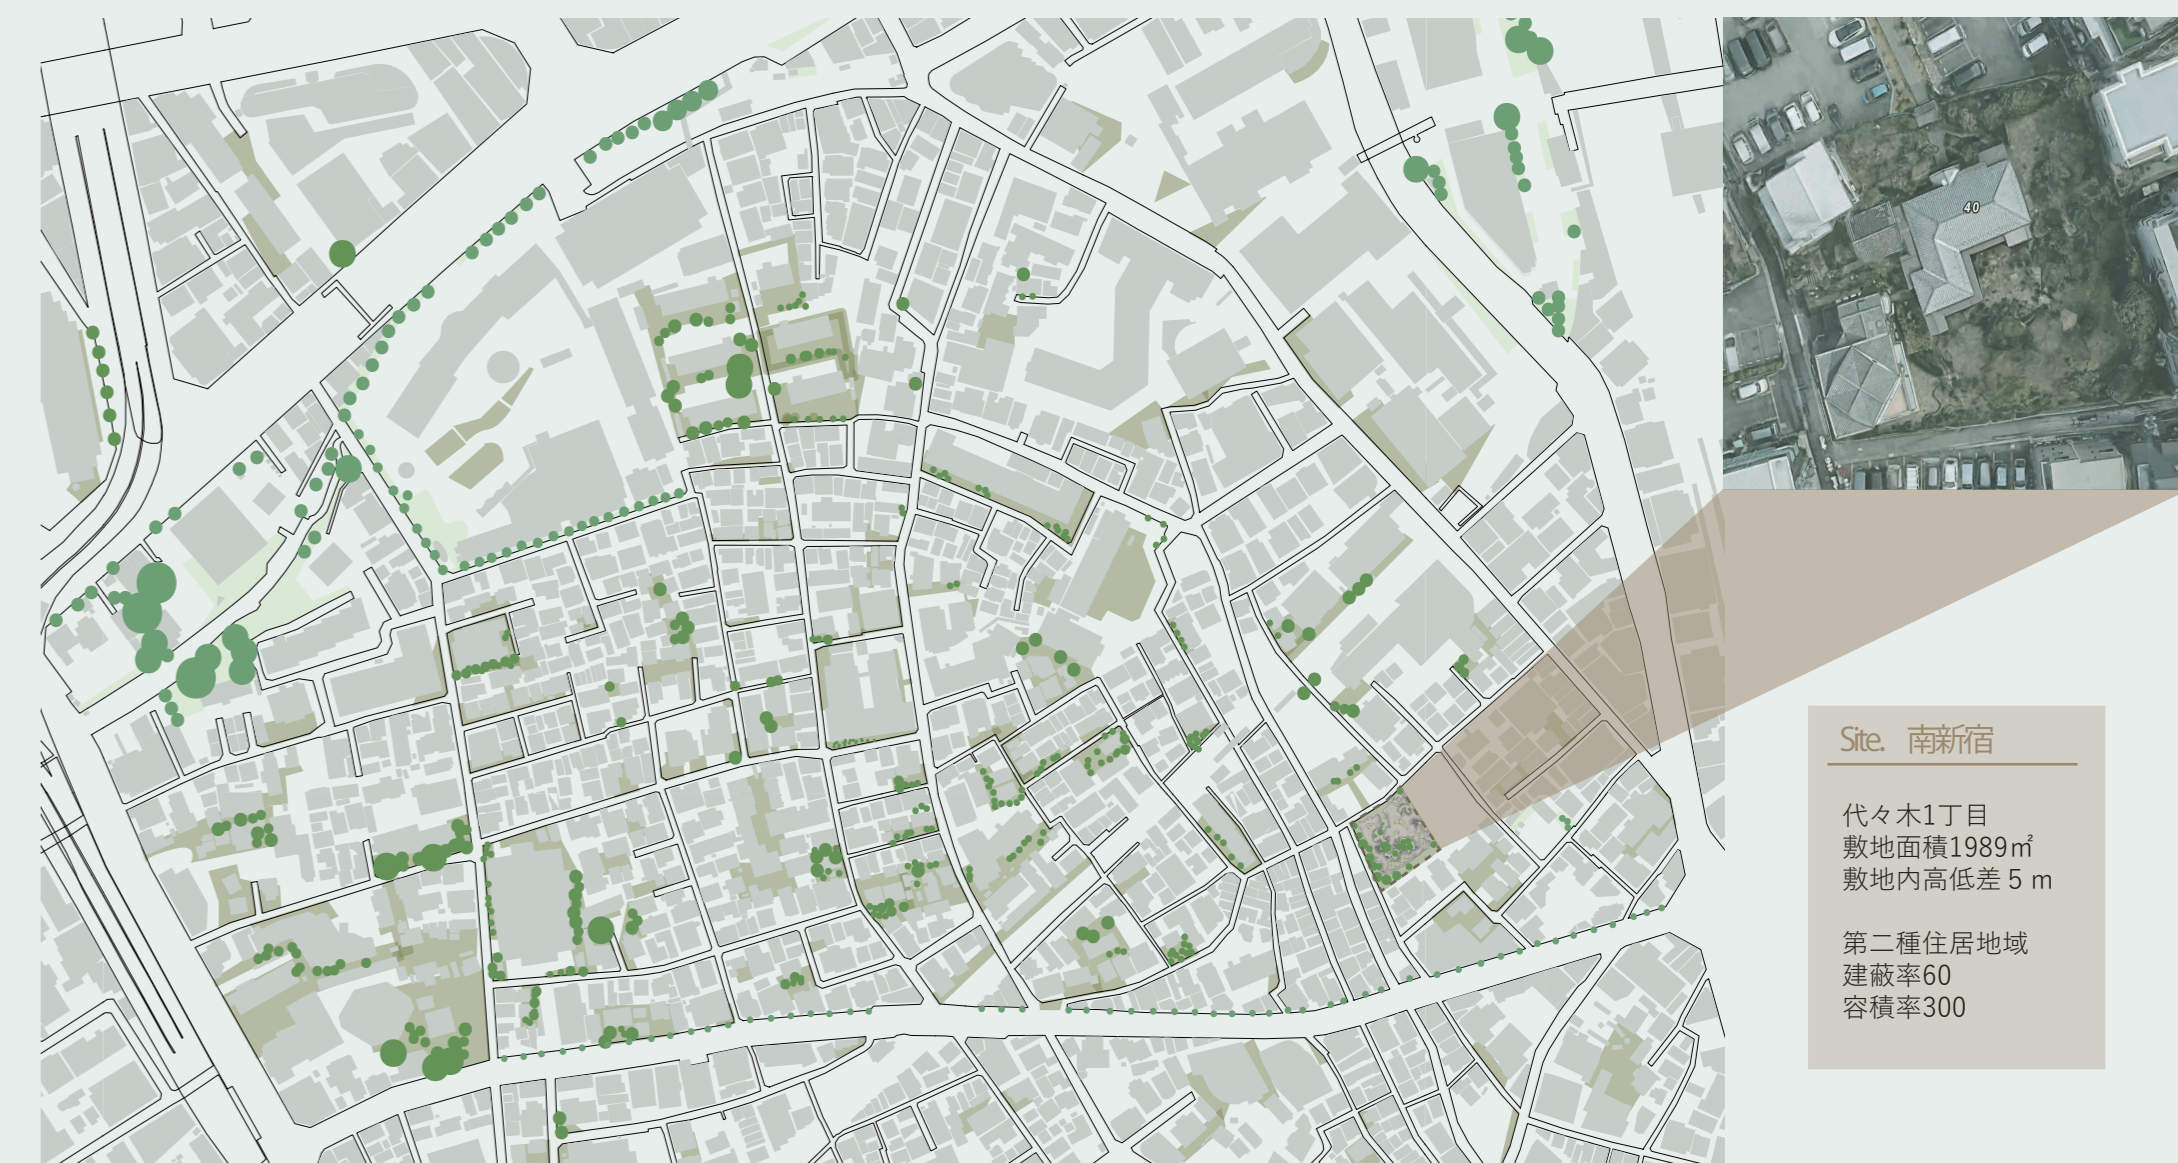 40
Site. 南新宿
代々木1丁目
敷地面積1989㎡
敷地内高低差5m
第二種住居地域
建蔽率60
容積率300